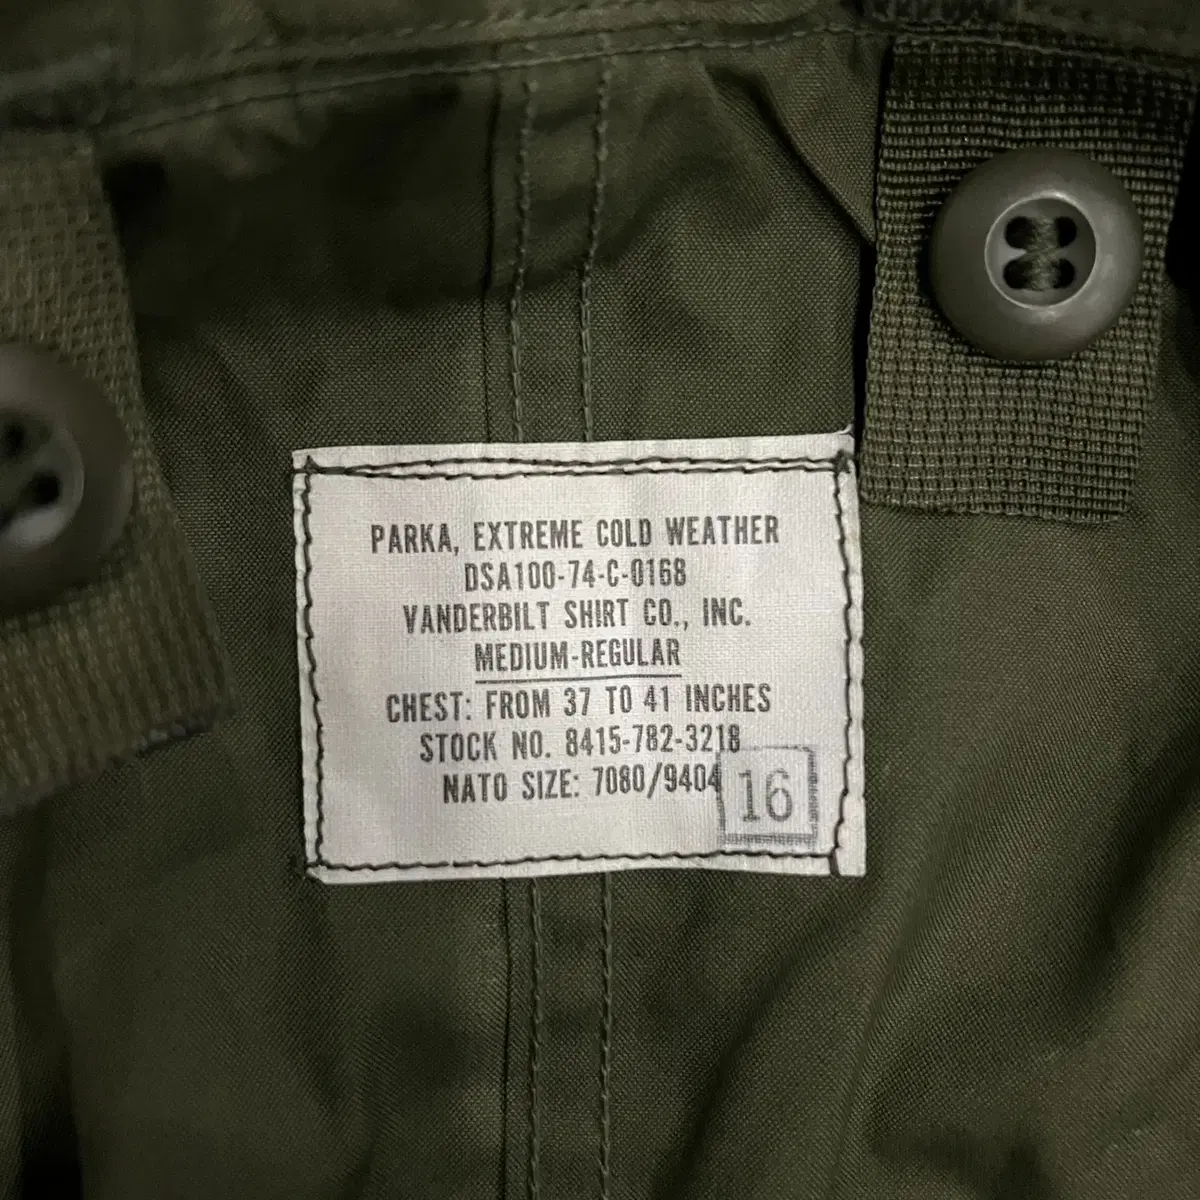 PARKA, EXTREME COLD WEATHER
DSA100-74-C-0168
VANDERBILT SHIRT CO., INC.
MEDIUM-REGULAR
CHEST: FROM 37 TO 41 INCHES
STOCK NO. 8415-782-3218
NATO SIZE: 7080/9404
16